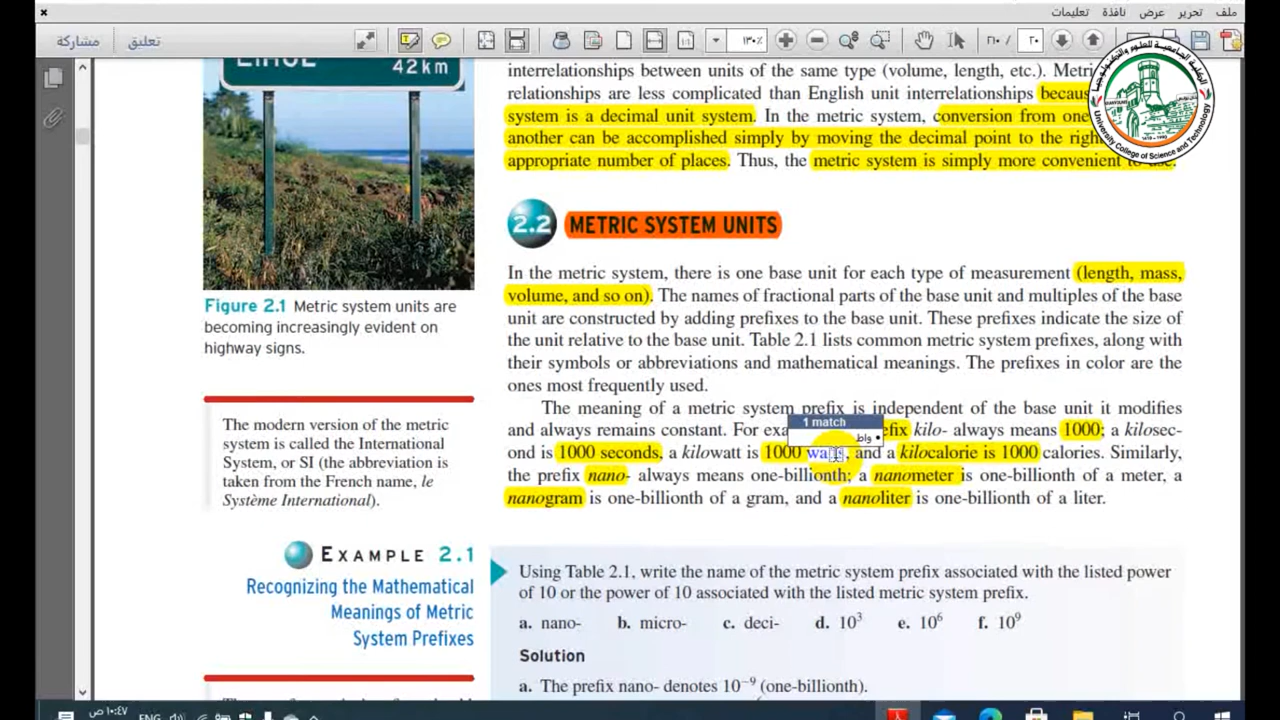 ملف تحرير عرض نافذة تعليمات
مشاركة تعليق ١٣٠٪ ٢١٠ / ٢٠
42 km
interrelationships between units of the same type (volume, length, etc.). Metri
relationships are less complicated than English unit interrelationships becaus
system is a decimal unit system. In the metric system, conversion from one
another can be accomplished simply by moving the decimal point to the righ
appropriate number of places. Thus, the metric system is simply more convenient to use.
University College of Science and Technology
2.2 METRIC SYSTEM UNITS
In the metric system, there is one base unit for each type of measurement (length, mass,
volume, and so on). The names of fractional parts of the base unit and multiples of the base
unit are constructed by adding prefixes to the base unit. These prefixes indicate the size of
the unit relative to the base unit. Table 2.1 lists common metric system prefixes, along with
their symbols or abbreviations and mathematical meanings. The prefixes in color are the
ones most frequently used.
Figure 2.1 Metric system units are
becoming increasingly evident on
highway signs.
The meaning of a metric system prefix is independent of the base unit it modifies
and always remains constant. For exa efix kilo- always means 1000; a kilosec-
1 match
واط
ond is 1000 seconds, a kilowatt is 1000 watts, and a kilocalorie is 1000 calories. Similarly,
the prefix nano- always means one-billionth; a nanometer is one-billionth of a meter, a
nanogram is one-billionth of a gram, and a nanoliter is one-billionth of a liter.
The modern version of the metric
system is called the International
System, or SI (the abbreviation is
taken from the French name, le
Système International).
EXAMPLE 2.1
Recognizing the Mathematical
Meanings of Metric
System Prefixes
Using Table 2.1, write the name of the metric system prefix associated with the listed power
of 10 or the power of 10 associated with the listed metric system prefix.
a. nano- b. micro- c. deci- d. 10³ e. 10⁶ f. 10⁹
Solution
a. The prefix nano- denotes 10⁻⁹ (one-billionth).
١٠:٤٧ ص ENG